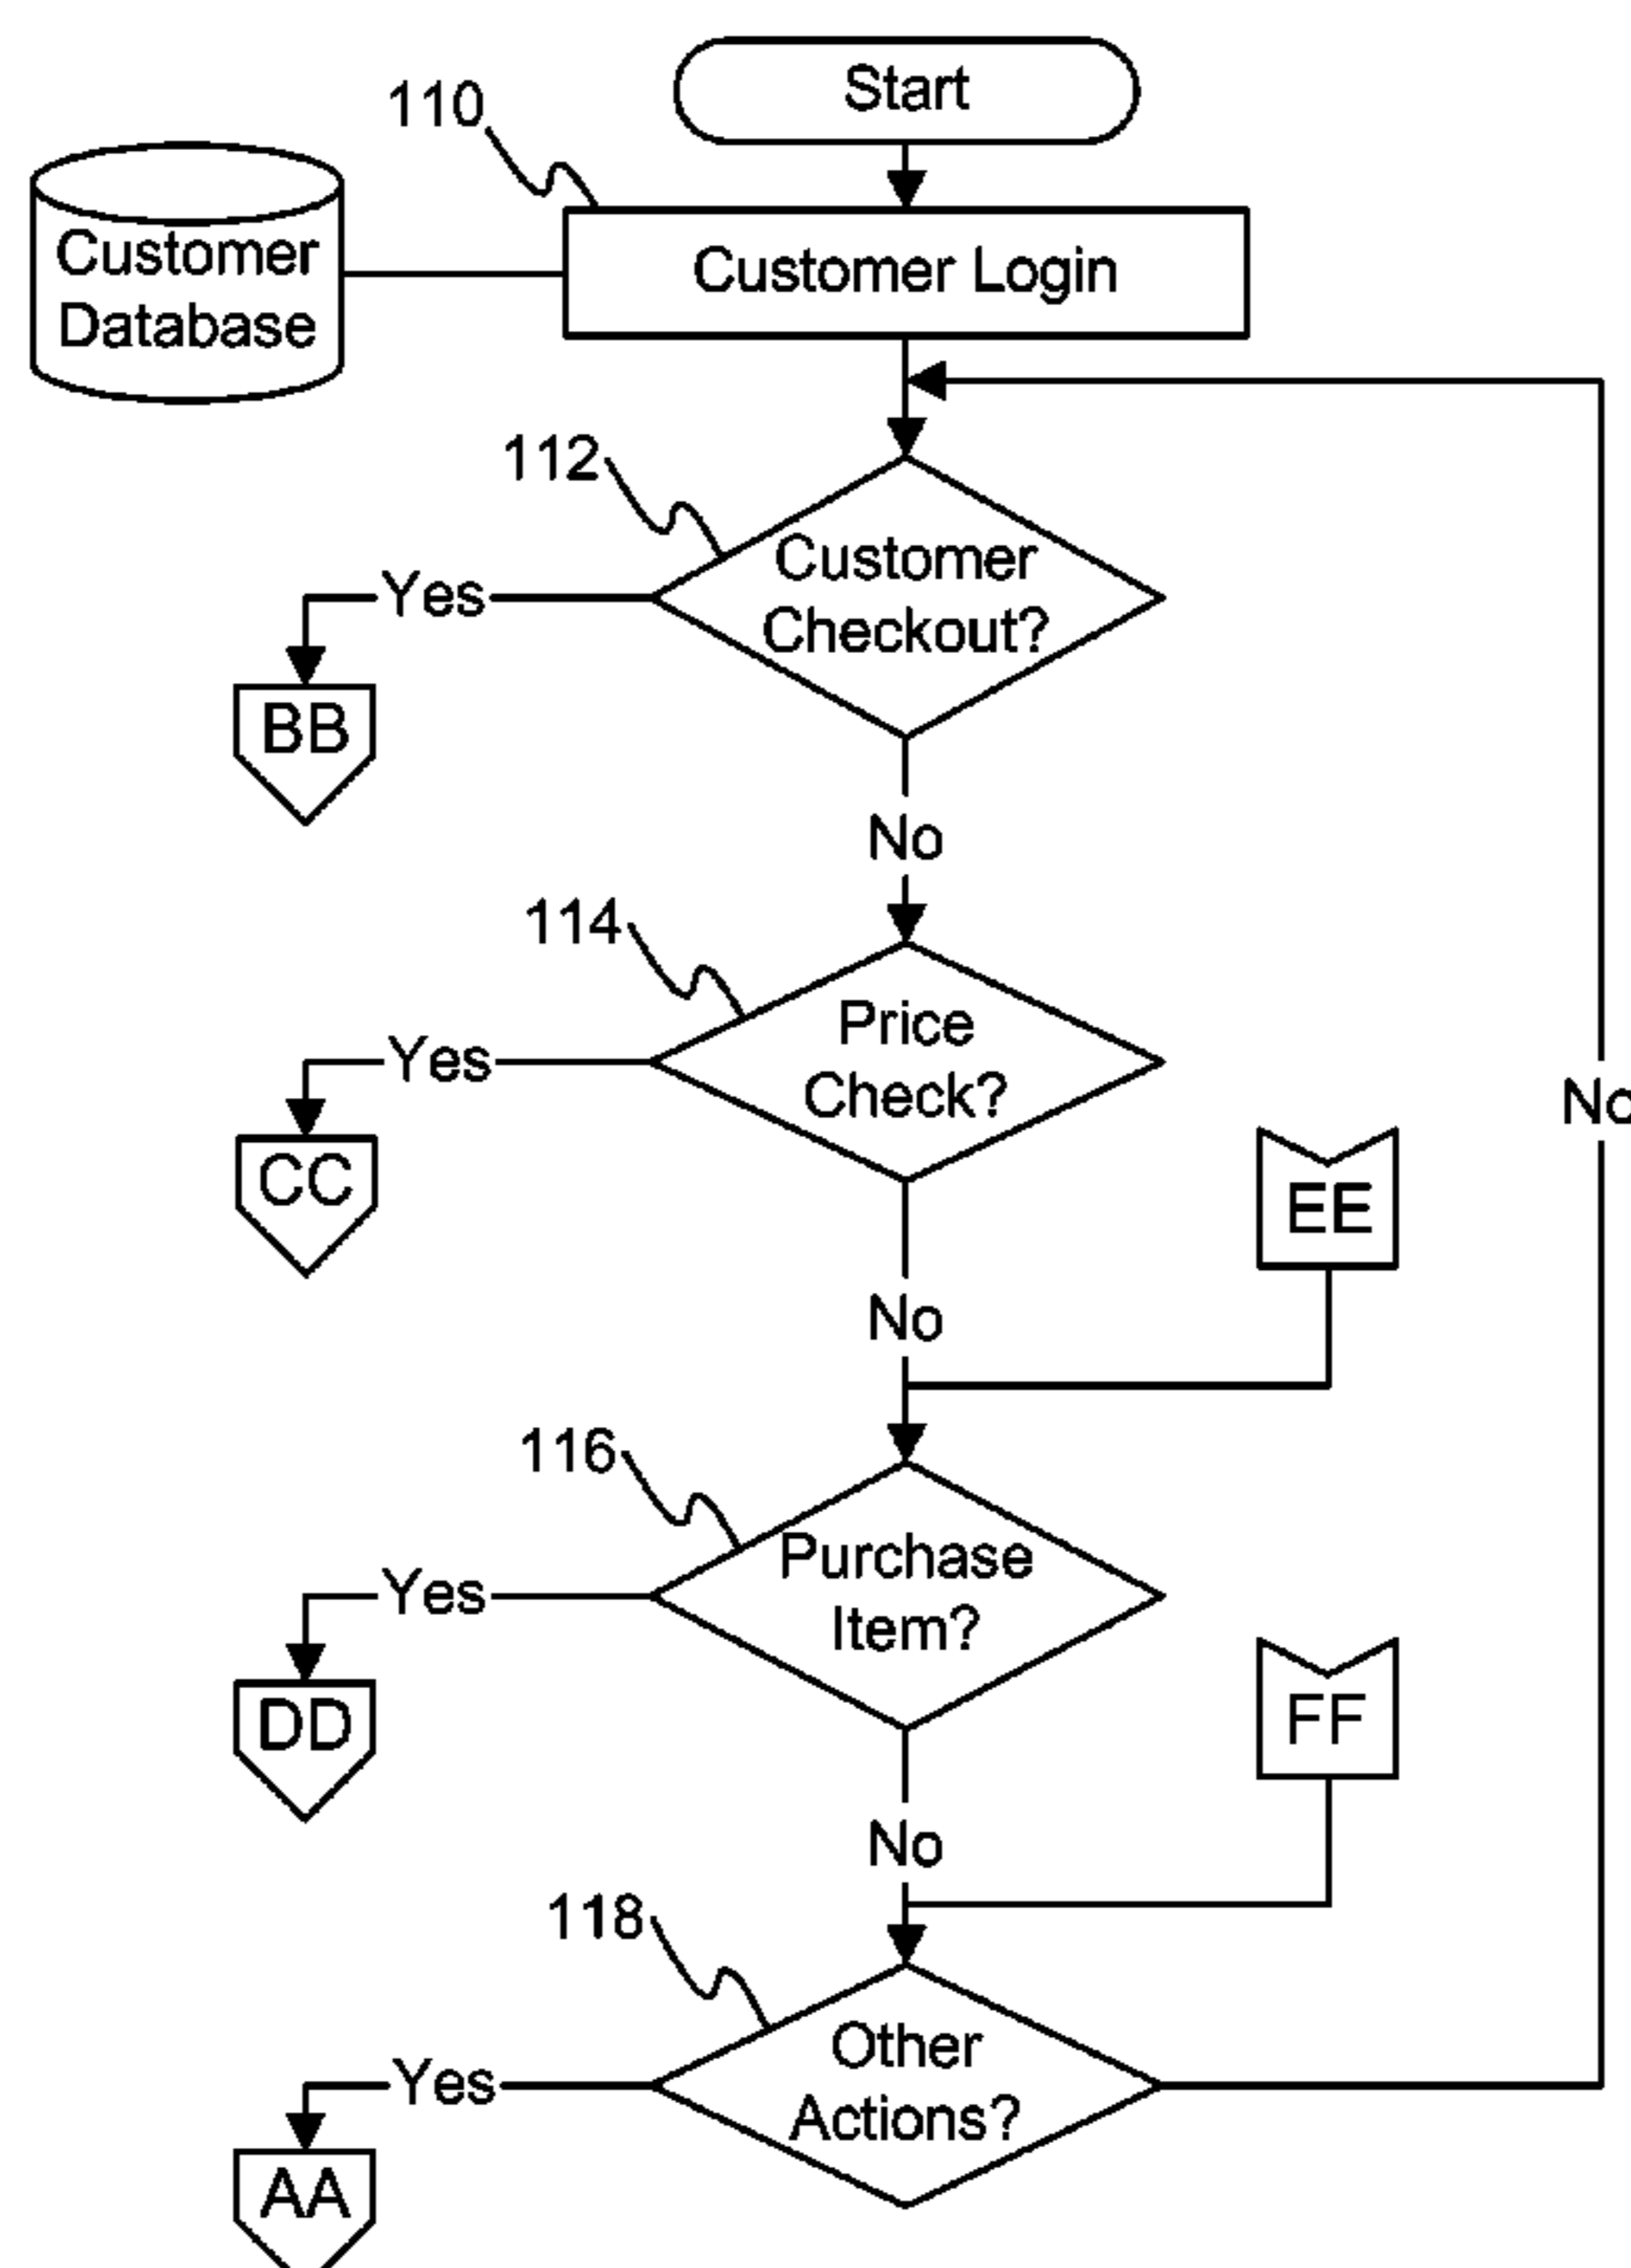 Start
110
Customer
Database
Customer Login
112
Customer
Checkout?
Yes
BB
No
114
Price
Check?
Yes
CC
No
EE
No
116
Purchase
Item?
Yes
DD
FF
No
118
Other
Actions?
Yes
AA